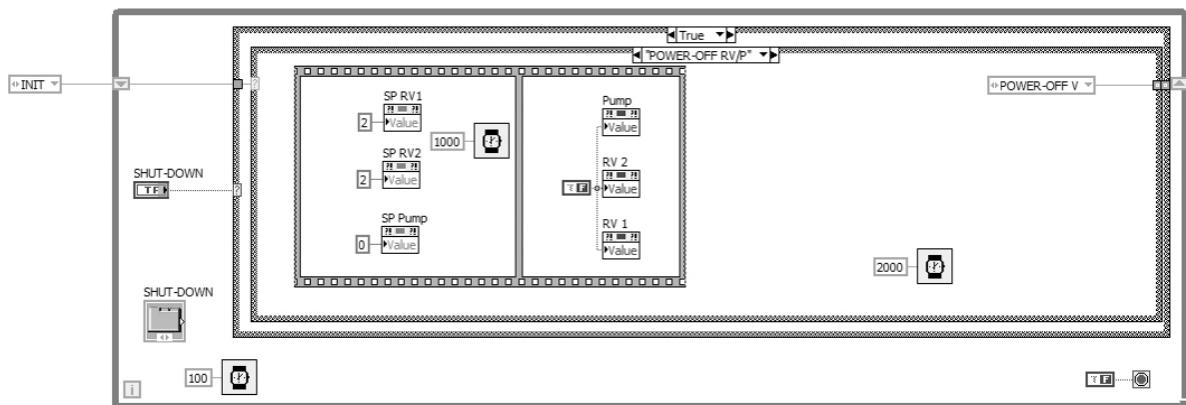 True
"POWER-OFF RV/P"
INIT
POWER-OFF V
SP RV1
2
Value
1000
SP RV2
2
Value
SP Pump
0
Value
Pump
Value
RV 2
T F
Value
RV 1
Value
SHUT-DOWN
TF
?
?
2000
SHUT-DOWN
i
100
T F